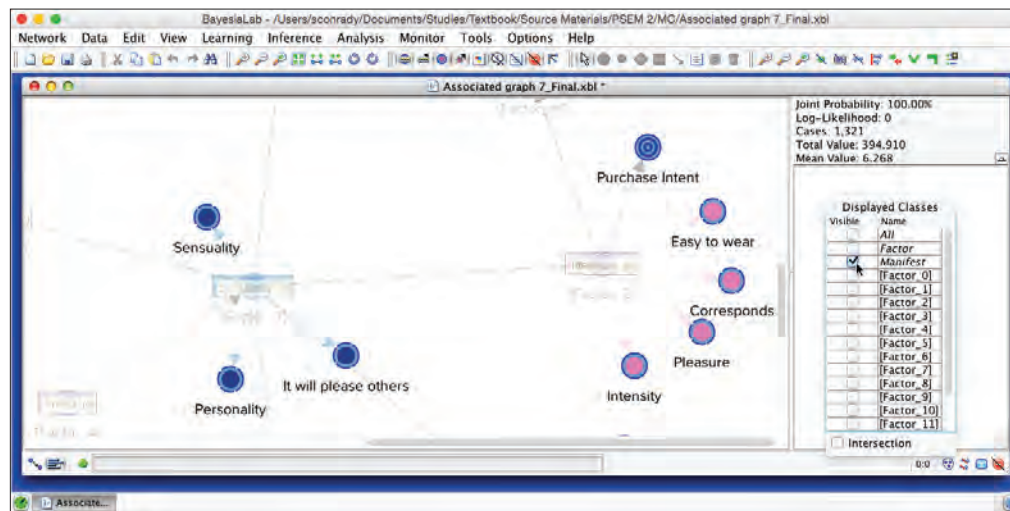 BayesiaLab - /Users/sconrady/Documents/Studies/Textbook/Source Materials/PSEM 2/MC/Associated graph 7_Final.xbl
Network Data Edit View Learning Inference Analysis Monitor Tools Options Help
Associated graph 7_Final.xbl *
Joint Probability: 100.00%
Log-Likelihood: 0
Cases: 1,321
Total Value: 394.910
Mean Value: 6.268
Purchase Intent
Sensuality
Easy to wear
Corresponds
Pleasure
Intensity
It will please others
Personality
Displayed Classes
Visible Name
All
Factor
Manifest
[Factor_0]
[Factor_1]
[Factor_2]
[Factor_3]
[Factor_4]
[Factor_5]
[Factor_6]
[Factor_7]
[Factor_8]
[Factor_9]
[Factor_10]
[Factor_11]
Intersection
0:0
Associate...